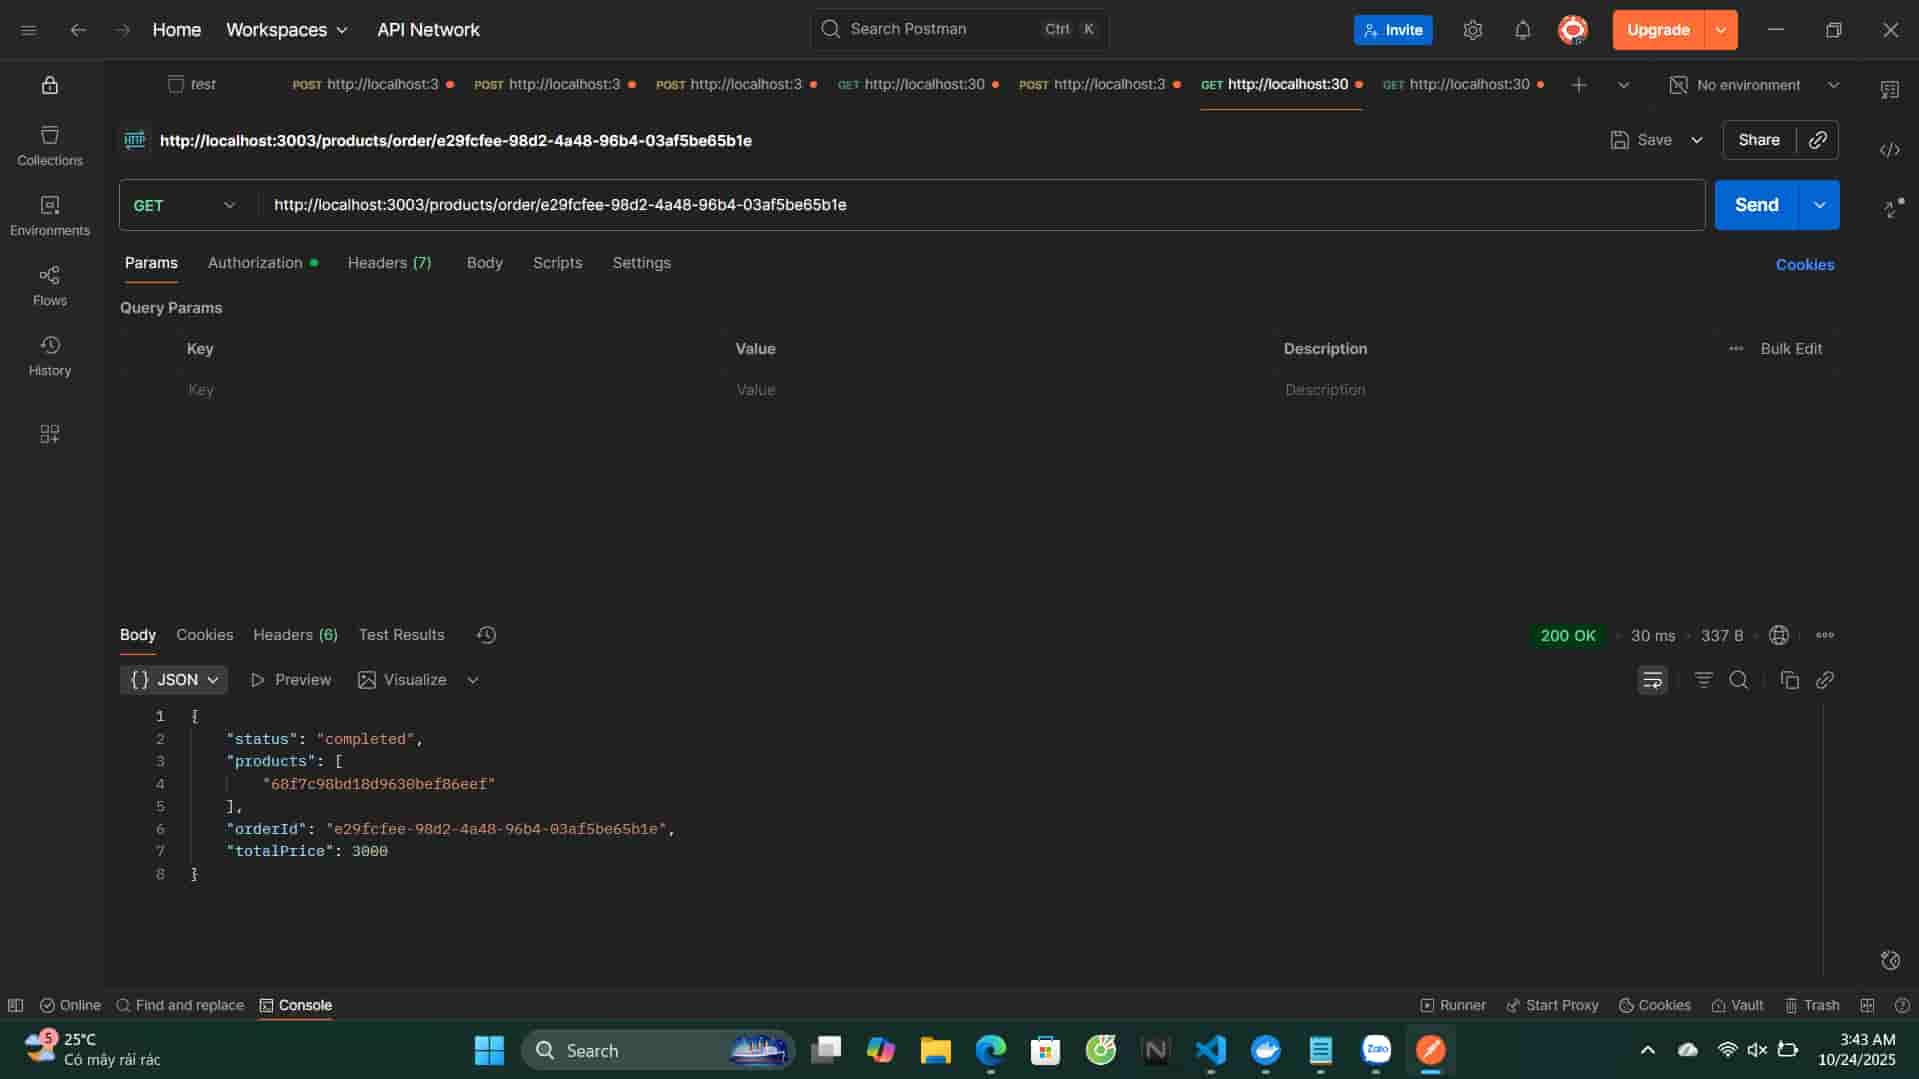 Home Workspaces API Network Search Postman Ctrl K Invite Upgrade
test POST http://localhost:3 POST http://localhost:3 POST http://localhost:3 GET http://localhost:30 POST http://localhost:3 GET http://localhost:30 GET http://localhost:30 No environment
HTTP http://localhost:3003/products/order/e29fcfee-98d2-4a48-96b4-03af5be65b1e Save Share
Collections
GET http://localhost:3003/products/order/e29fcfee-98d2-4a48-96b4-03af5be65b1e Send
Environments
Params Authorization Headers (7) Body Scripts Settings Cookies
Flows
Query Params
Key Value Description Bulk Edit
History
Key Value Description
Body Cookies Headers (6) Test Results 200 OK 30 ms 337 B
{} JSON Preview Visualize
1 {
2 "status": "completed",
3 "products": [
4 "68f7c98bd18d9630bef86eef"
5 ],
6 "orderId": "e29fcfee-98d2-4a48-96b4-03af5be65b1e",
7 "totalPrice": 3000
8 }
Online Find and replace Console Runner Start Proxy Cookies Vault Trash
5 25°C Search Zalo 3:43 AM
Có mây rải rác 10/24/2025